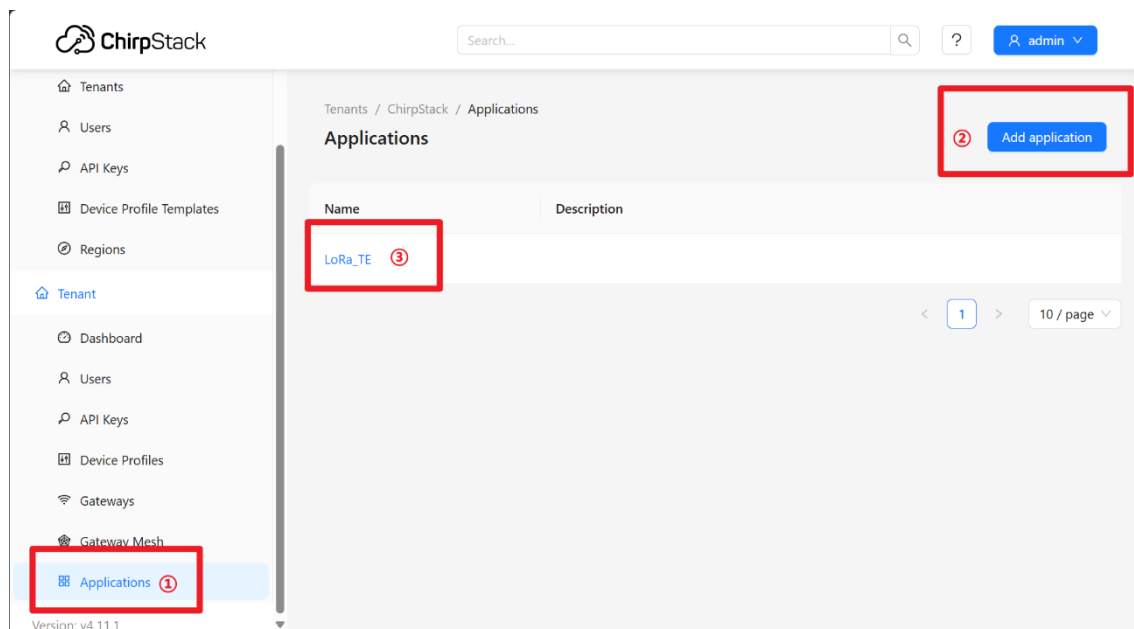 ChirpStack
Search...
?
admin
Tenants
Users
API Keys
Device Profile Templates
Regions
Tenant
Dashboard
Users
API Keys
Device Profiles
Gateways
Gateway Mesh
Applications ①
Version: v4.11.1
Tenants / ChirpStack / Applications
Applications
② Add application
Name Description
LoRa_TE ③
< 1 > 10 / page